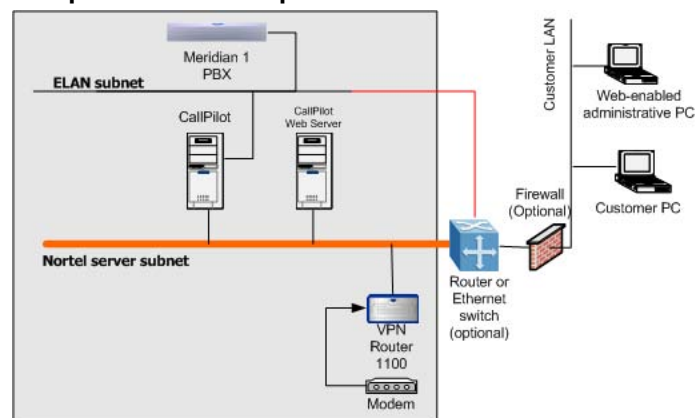 Meridian 1
PBX
ELAN subnet
CallPilot
CallPilot
Web Server
Nortel server subnet
VPN
Router
1100
Modem
Router or
Ethernet
switch
(optional)
Firewall
(Optional)
Customer LAN
Web-enabled
administrative PC
Customer PC